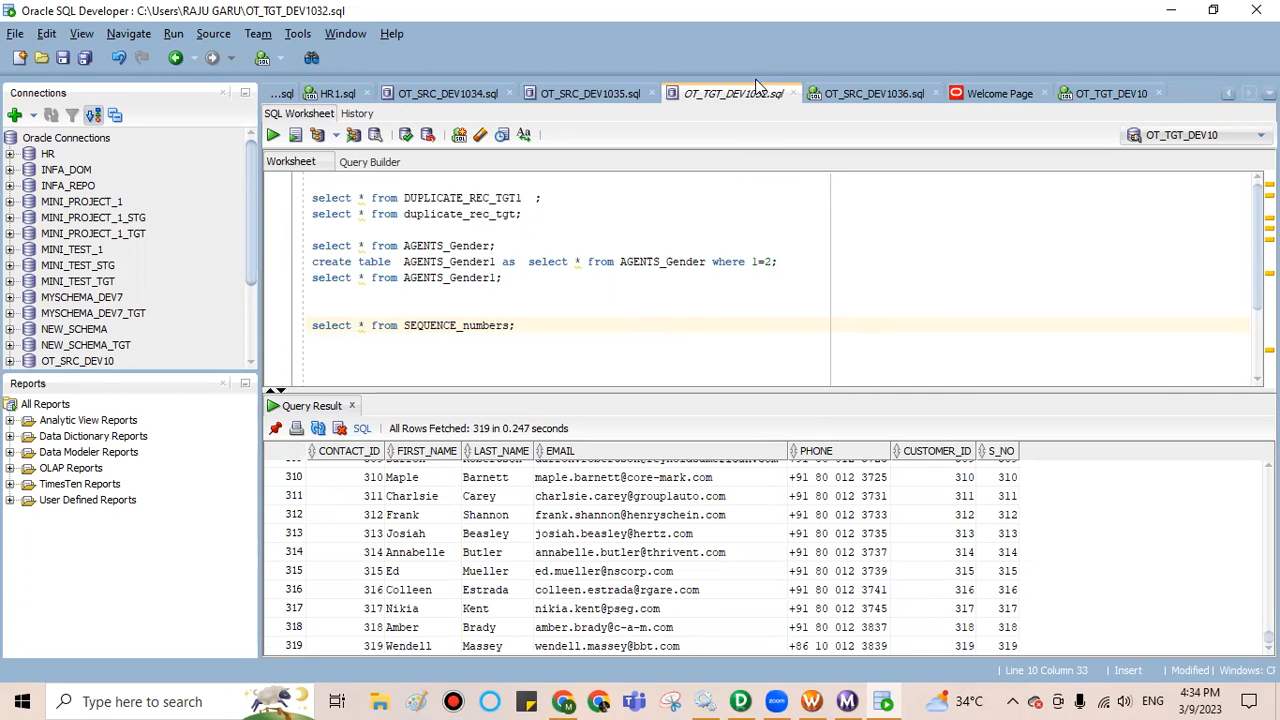 Oracle SQL Developer : C:\Users\RAJU GARU\OT_TGT_DEV1032.sql
File Edit View Navigate Run Source Team Tools Window Help
Connections
...sql HR1.sql OT_SRC_DEV1034.sql OT_SRC_DEV1035.sql OT_TGT_DEV1032.sql OT_SRC_DEV1036.sql Welcome Page OT_TGT_DEV10
SQL Worksheet History
OT_TGT_DEV10
Worksheet Query Builder
Oracle Connections
HR
INFA_DOM
INFA_REPO
MINI_PROJECT_1
MINI_PROJECT_1_STG
MINI_PROJECT_1_TGT
MINI_TEST_1
MINI_TEST_STG
MINI_TEST_TGT
MYSCHEMA_DEV7
MYSCHEMA_DEV7_TGT
NEW_SCHEMA
NEW_SCHEMA_TGT
OT_SRC_DEV10
select * from DUPLICATE_REC_TGT1 ;
select * from duplicate_rec_tgt;
select * from AGENTS_Gender;
create table AGENTS_Gender1 as select * from AGENTS_Gender where 1=2;
select * from AGENTS_Gender1;
select * from SEQUENCE_numbers;
Reports
All Reports
Analytic View Reports
Data Dictionary Reports
Data Modeler Reports
OLAP Reports
TimesTen Reports
User Defined Reports
Query Result
SQL All Rows Fetched: 319 in 0.247 seconds
CONTACT_ID FIRST_NAME LAST_NAME EMAIL PHONE CUSTOMER_ID S_NO
310 310 Maple Barnett maple.barnett@core-mark.com +91 80 012 3725 310 310
311 311 Charlsie Carey charlsie.carey@group1auto.com +91 80 012 3731 311 311
312 312 Frank Shannon frank.shannon@henryschein.com +91 80 012 3733 312 312
313 313 Josiah Beasley josiah.beasley@hertz.com +91 80 012 3735 313 313
314 314 Annabelle Butler annabelle.butler@thrivent.com +91 80 012 3737 314 314
315 315 Ed Mueller ed.mueller@nscorp.com +91 80 012 3739 315 315
316 316 Colleen Estrada colleen.estrada@rgare.com +91 80 012 3741 316 316
317 317 Nikia Kent nikia.kent@pseg.com +91 80 012 3745 317 317
318 318 Amber Brady amber.brady@c-a-m.com +91 80 012 3837 318 318
319 319 Wendell Massey wendell.massey@bbt.com +86 10 012 3839 319 319
Line 10 Column 33 Insert Modified Windows: CF
Type here to search
34°C
ENG
4:34 PM
3/9/2023